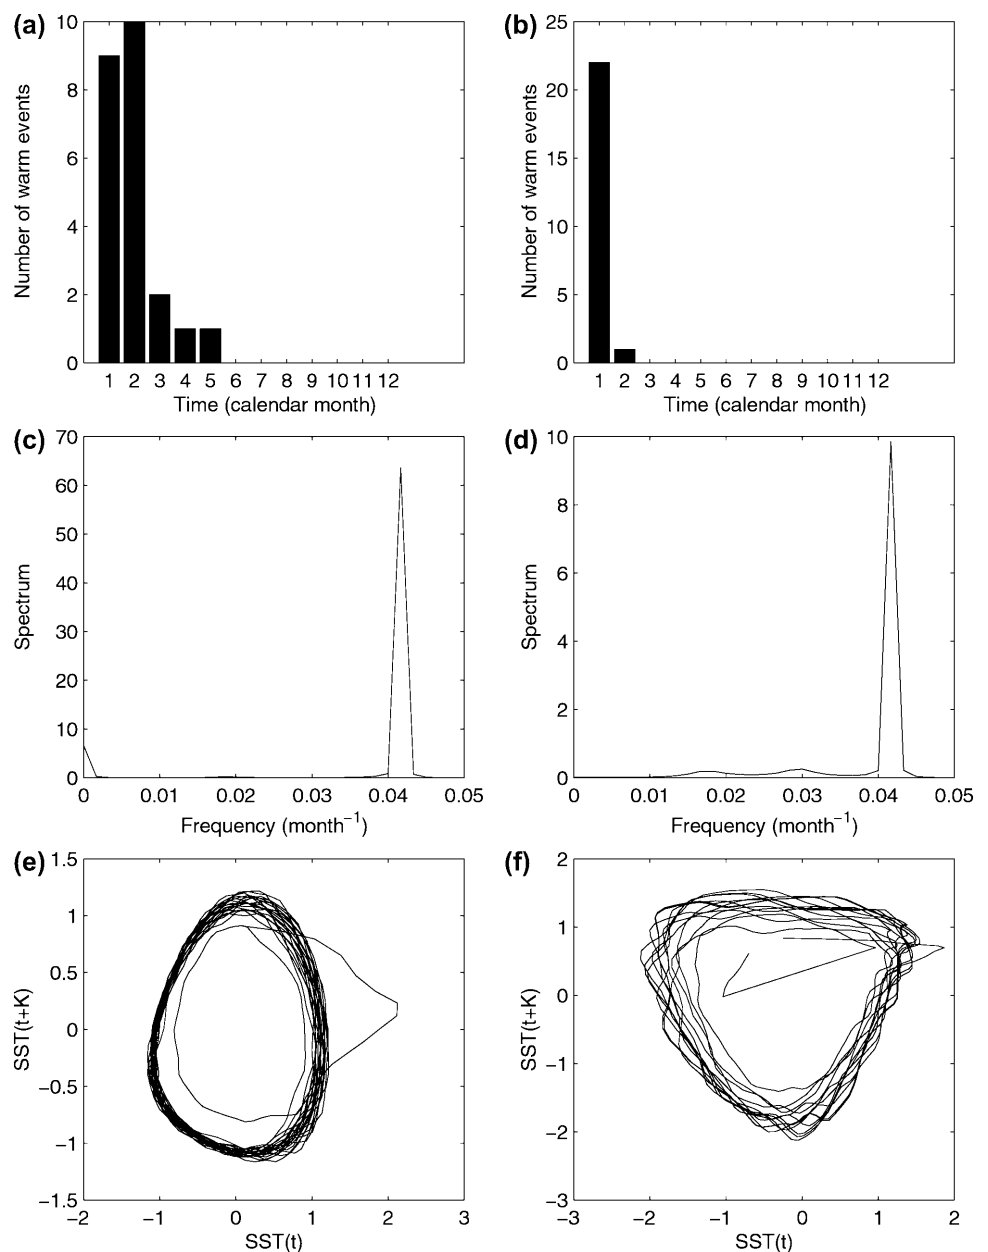 (a)
10
8
6
4
2
0
Number of warm events
1 2 3 4 5 6 7 8 9 10 11 12
Time (calendar month)
(b)
25
20
15
10
5
0
Number of warm events
1 2 3 4 5 6 7 8 9 10 11 12
Time (calendar month)
(c)
70
60
50
40
30
20
10
0
Spectrum
0 0.01 0.02 0.03 0.04 0.05
Frequency (month⁻¹)
(d)
10
8
6
4
2
0
Spectrum
0 0.01 0.02 0.03 0.04 0.05
Frequency (month⁻¹)
(e)
1.5
1
0.5
0
−0.5
−1
−1.5
SST(t+K)
−2 −1 0 1 2 3
SST(t)
(f)
2
1
0
−1
−2
−3
SST(t+K)
−3 −2 −1 0 1 2
SST(t)